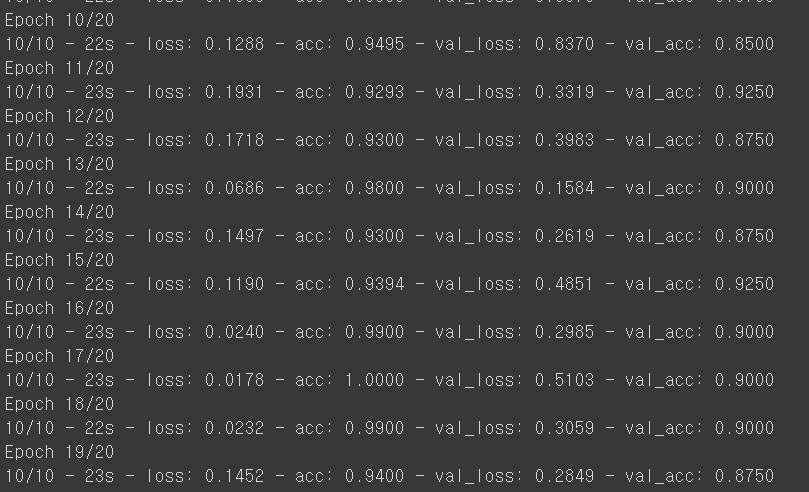 Epoch 10/20
10/10 - 22s - loss: 0.1288 - acc: 0.9495 - val_loss: 0.8370 - val_acc: 0.8500
Epoch 11/20
10/10 - 23s - loss: 0.1931 - acc: 0.9293 - val_loss: 0.3319 - val_acc: 0.9250
Epoch 12/20
10/10 - 23s - loss: 0.1718 - acc: 0.9300 - val_loss: 0.3983 - val_acc: 0.8750
Epoch 13/20
10/10 - 22s - loss: 0.0686 - acc: 0.9800 - val_loss: 0.1584 - val_acc: 0.9000
Epoch 14/20
10/10 - 23s - loss: 0.1497 - acc: 0.9300 - val_loss: 0.2619 - val_acc: 0.8750
Epoch 15/20
10/10 - 22s - loss: 0.1190 - acc: 0.9394 - val_loss: 0.4851 - val_acc: 0.9250
Epoch 16/20
10/10 - 23s - loss: 0.0240 - acc: 0.9900 - val_loss: 0.2985 - val_acc: 0.9000
Epoch 17/20
10/10 - 23s - loss: 0.0178 - acc: 1.0000 - val_loss: 0.5103 - val_acc: 0.9000
Epoch 18/20
10/10 - 22s - loss: 0.0232 - acc: 0.9900 - val_loss: 0.3059 - val_acc: 0.9000
Epoch 19/20
10/10 - 23s - loss: 0.1452 - acc: 0.9400 - val_loss: 0.2849 - val_acc: 0.8750